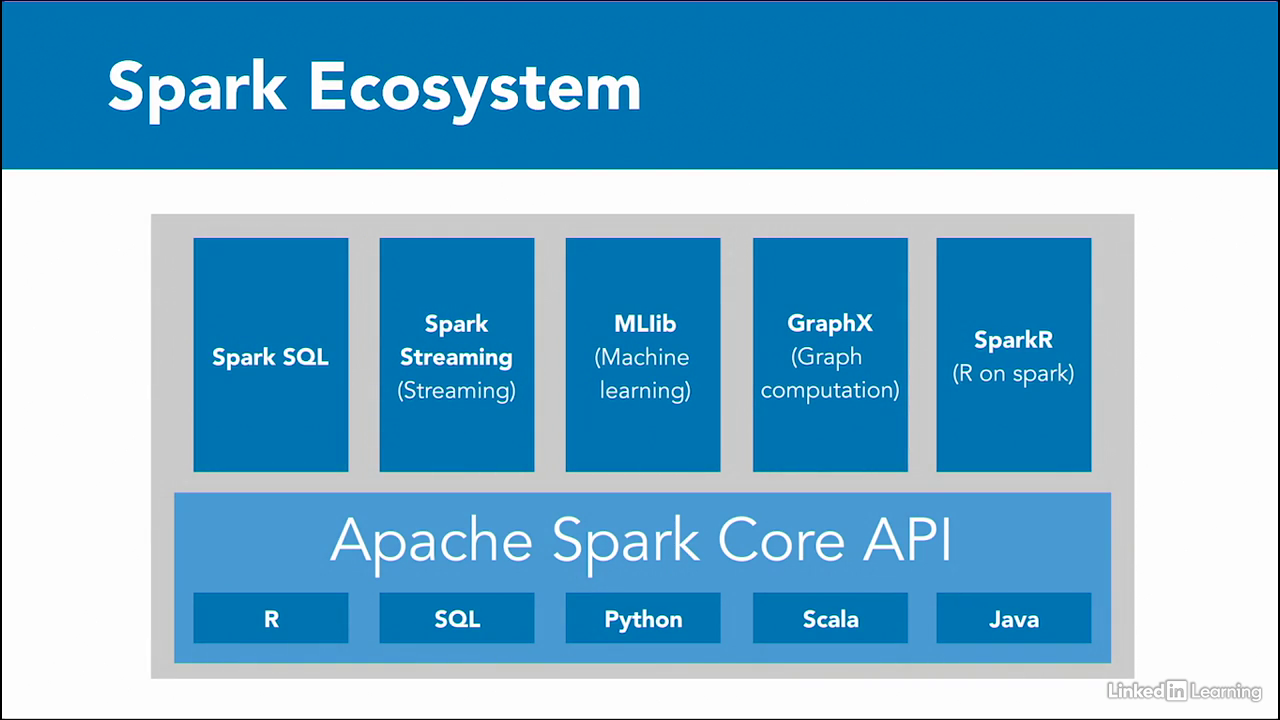 Spark Ecosystem
Spark SQL
Spark
Streaming
(Streaming)
MLlib
(Machine
learning)
GraphX
(Graph
computation)
SparkR
(R on spark)
Apache Spark Core API
R
SQL
Python
Scala
Java
Linked in Learning